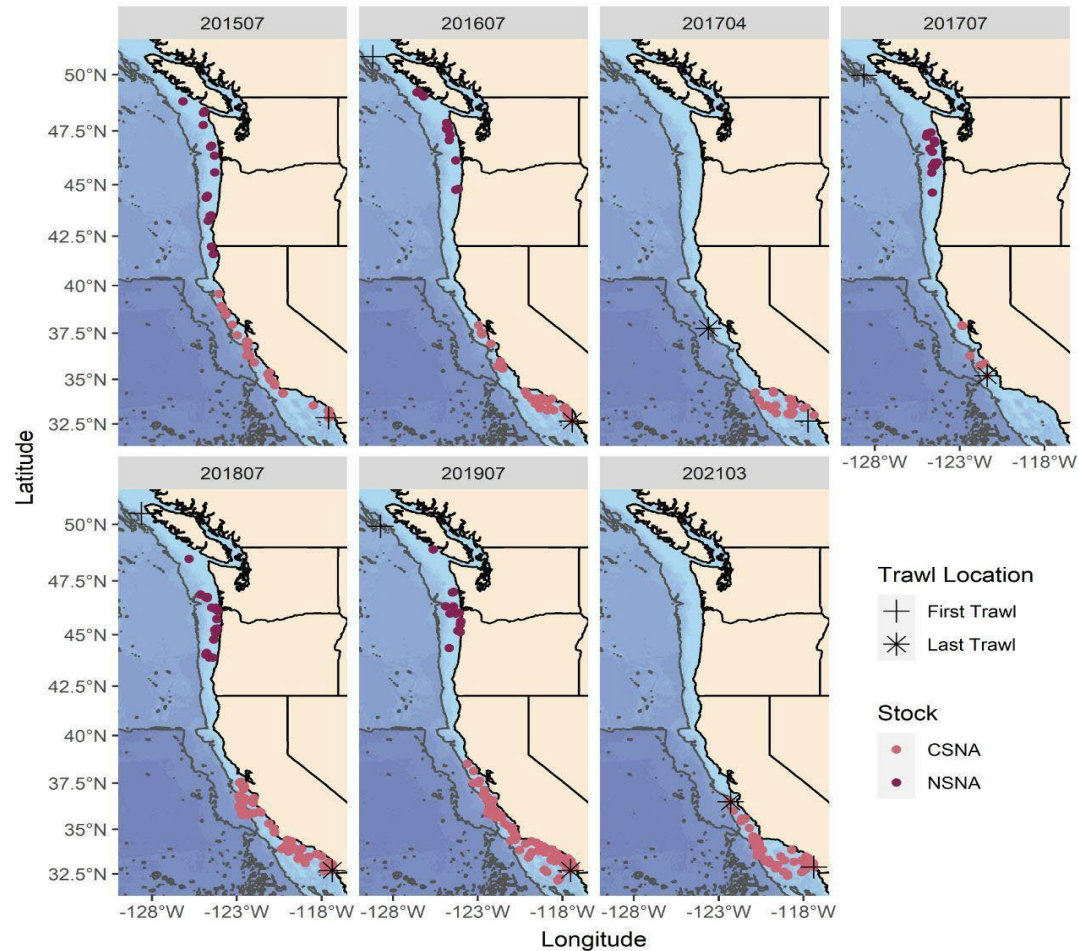 201507 201607 201704 201707
50°N
47.5°N
45°N
42.5°N
40°N
37.5°N
35°N
32.5°N
-128°W -123°W -118°W
201807 201907 202103
50°N
47.5°N
45°N
42.5°N
40°N
37.5°N
35°N
32.5°N
-128°W -123°W -118°W -128°W -123°W -118°W -128°W -123°W -118°W
Latitude
Longitude
Trawl Location
First Trawl
Last Trawl
Stock
CSNA
NSNA